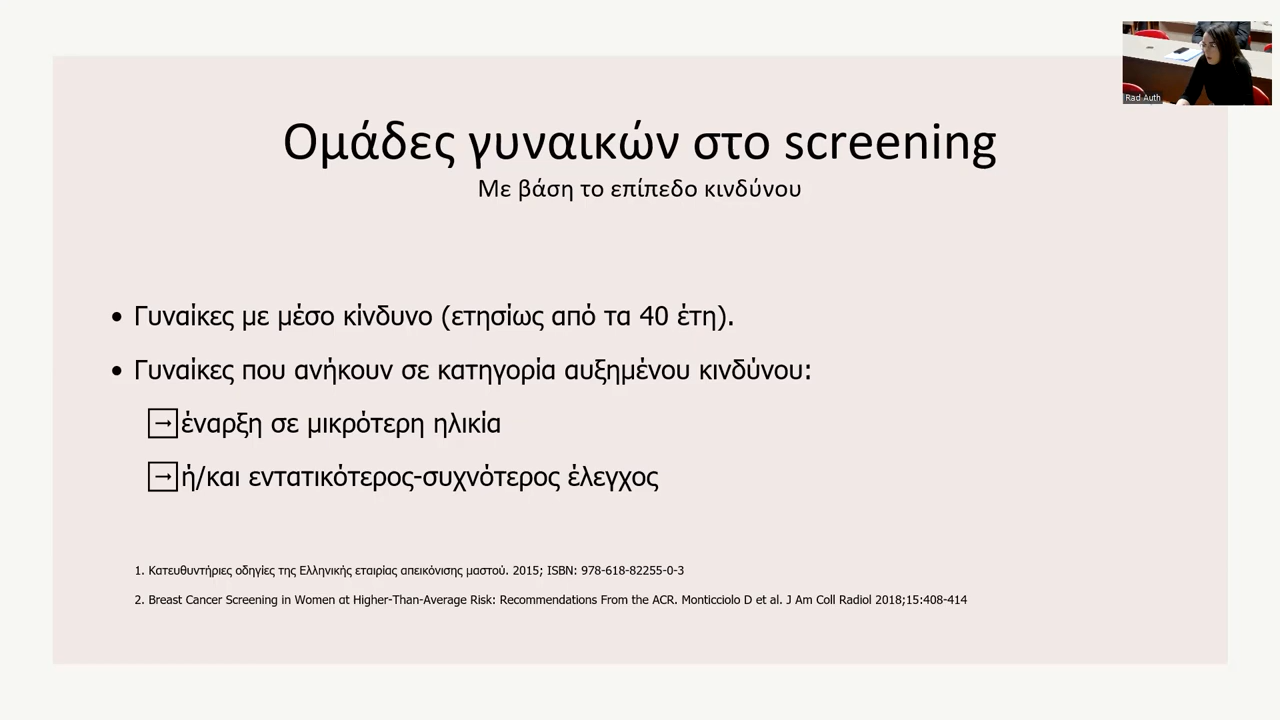 Rad Auth
Ομάδες γυναικών στο screening
Με βάση το επίπεδο κινδύνου
• Γυναίκες με μέσο κίνδυνο (ετησίως από τα 40 έτη).
• Γυναίκες που ανήκουν σε κατηγορία αυξημένου κινδύνου:
→ έναρξη σε μικρότερη ηλικία
→ ή/και εντατικότερος-συχνότερος έλεγχος
1. Κατευθυντήριες οδηγίες της Ελληνικής εταιρίας απεικόνισης μαστού. 2015; ISBN: 978-618-82255-0-3
2. Breast Cancer Screening in Women at Higher-Than-Average Risk: Recommendations From the ACR. Monticciolo D et al. J Am Coll Radiol 2018;15:408-414